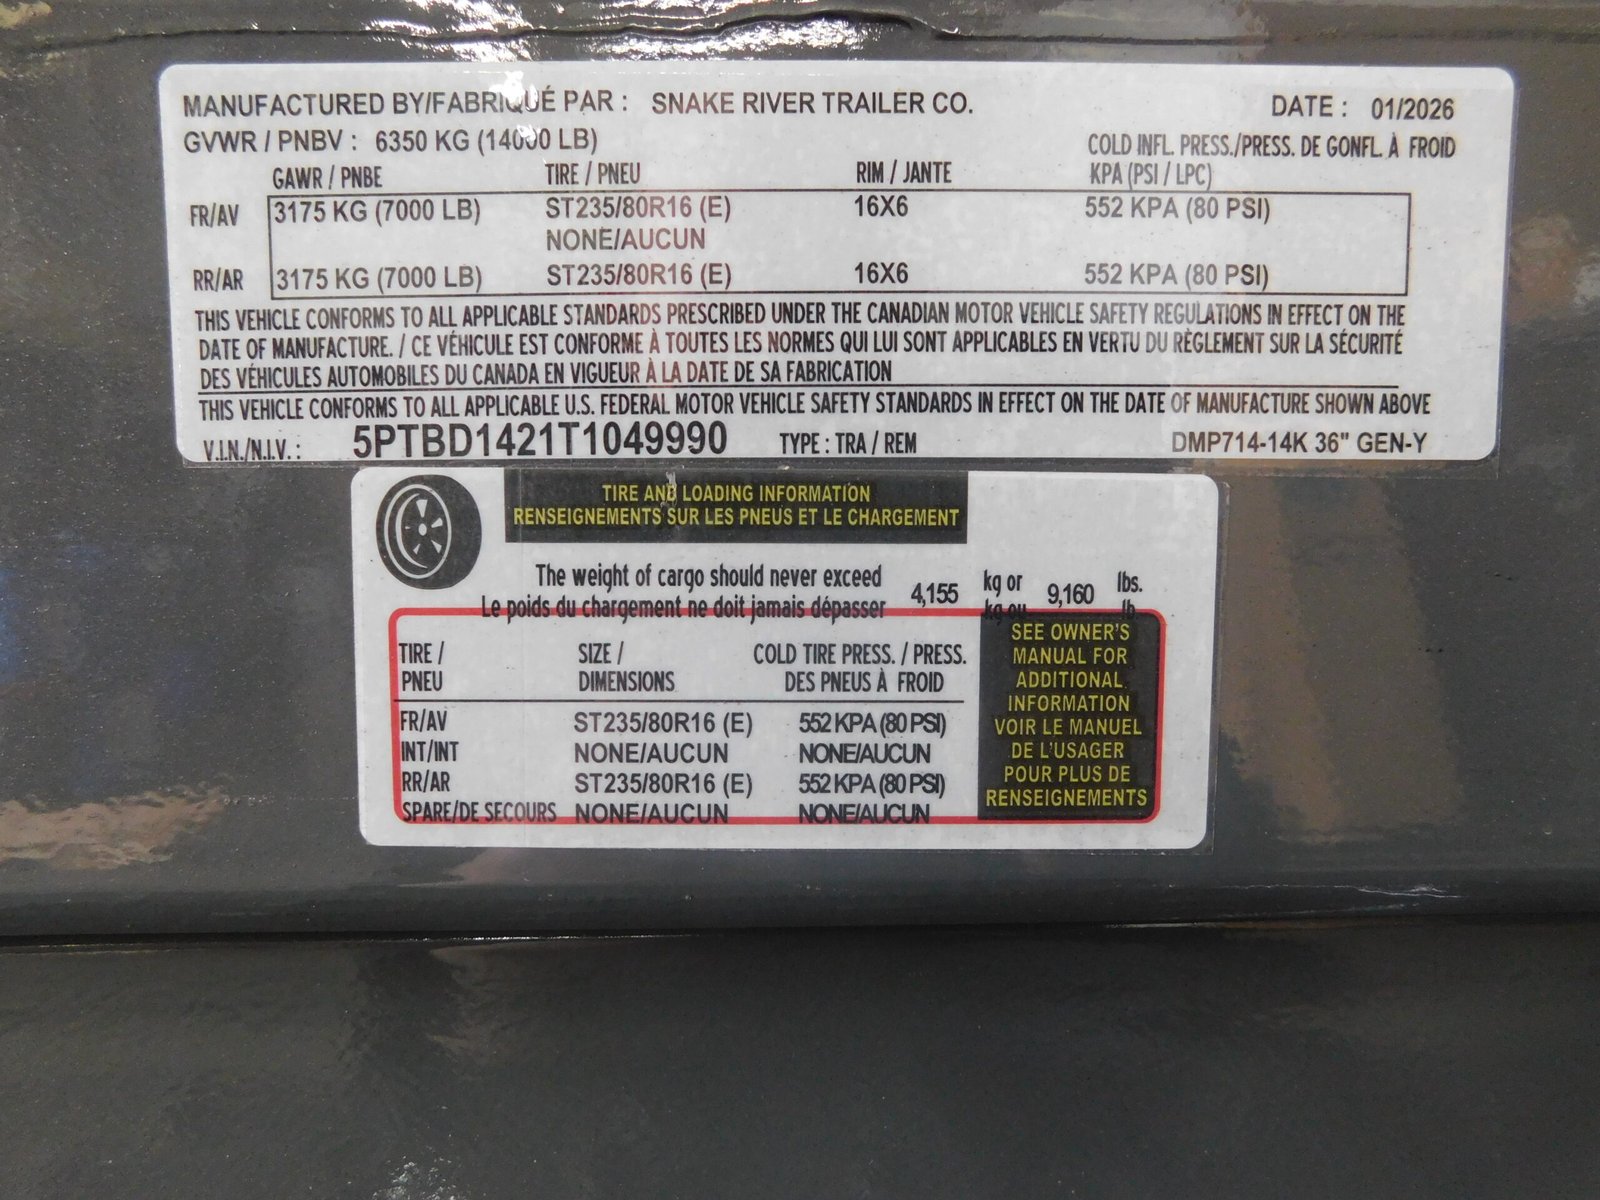 MANUFACTURED BY/FABRIQUÉ PAR : SNAKE RIVER TRAILER CO. DATE : 01/2026
GVWR / PNBV : 6350 KG (14000 LB) COLD INFL. PRESS./PRESS. DE GONFL. À FROID
GAWR / PNBE TIRE / PNEU RIM / JANTE KPA (PSI / LPC)
FR/AV 3175 KG (7000 LB) ST235/80R16 (E) 16X6 552 KPA (80 PSI)
NONE/AUCUN
RR/AR 3175 KG (7000 LB) ST235/80R16 (E) 16X6 552 KPA (80 PSI)
THIS VEHICLE CONFORMS TO ALL APPLICABLE STANDARDS PRESCRIBED UNDER THE CANADIAN MOTOR VEHICLE SAFETY REGULATIONS IN EFFECT ON THE
DATE OF MANUFACTURE. / CE VÉHICULE EST CONFORME À TOUTES LES NORMES QUI LUI SONT APPLICABLES EN VERTU DU RÈGLEMENT SUR LA SÉCURITÉ
DES VÉHICULES AUTOMOBILES DU CANADA EN VIGUEUR À LA DATE DE SA FABRICATION
THIS VEHICLE CONFORMS TO ALL APPLICABLE U.S. FEDERAL MOTOR VEHICLE SAFETY STANDARDS IN EFFECT ON THE DATE OF MANUFACTURE SHOWN ABOVE
V.I.N./N.I.V. : 5PTBD1421T1049990 TYPE : TRA / REM DMP714-14K 36" GEN-Y
TIRE AND LOADING INFORMATION
RENSEIGNEMENTS SUR LES PNEUS ET LE CHARGEMENT
The weight of cargo should never exceed 4,155 kg or 9,160 lbs.
Le poids du chargement ne doit jamais dépasser kg ou lb.
TIRE / SIZE / COLD TIRE PRESS. / PRESS.
PNEU DIMENSIONS DES PNEUS À FROID
FR/AV ST235/80R16 (E) 552 KPA (80 PSI)
INT/INT NONE/AUCUN NONE/AUCUN
RR/AR ST235/80R16 (E) 552 KPA (80 PSI)
SPARE/DE SECOURS NONE/AUCUN NONE/AUCUN
SEE OWNER'S
MANUAL FOR
ADDITIONAL
INFORMATION
VOIR LE MANUEL
DE L'USAGER
POUR PLUS DE
RENSEIGNEMENTS